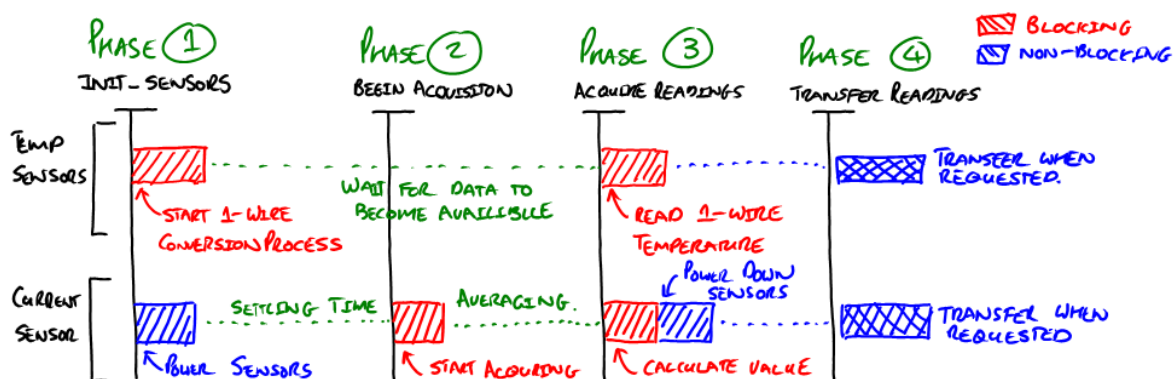 PHASE 1
INIT_SENSORS
PHASE 2
BEGIN ACQUISITION
PHASE 3
ACQUIRE READINGS
PHASE 4
TRANSFER READINGS
BLOCKING
NON-BLOCKING
TEMP
SENSORS
START 1-WIRE
CONVERSION PROCESS
WAIT FOR DATA TO
BECOME AVAILIBLE
READ 1-WIRE
TEMPERATURE
TRANSFER WHEN
REQUESTED.
CURRENT
SENSOR
POWER SENSORS
SETTLING TIME
START ACQUIRING
AVERAGING.
POWER DOWN
SENSORS
CALCULATE VALUE
TRANSFER WHEN
REQUESTED